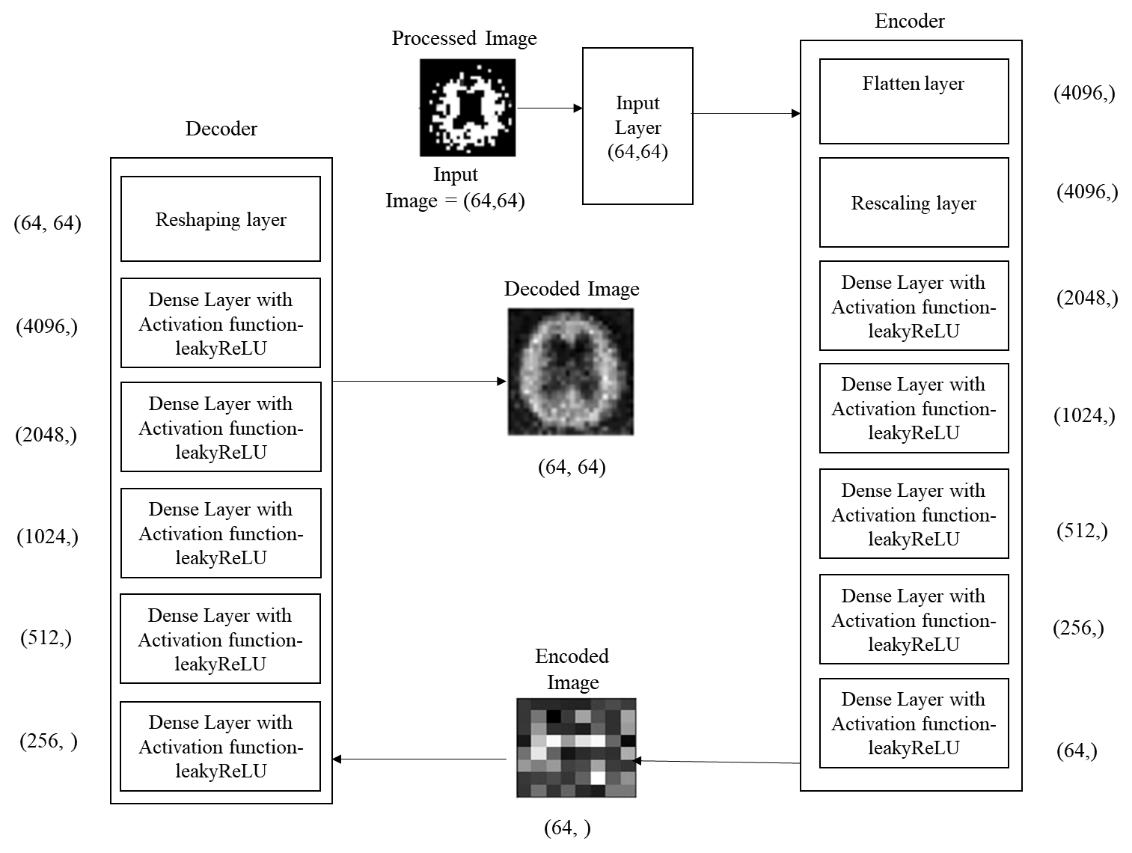 Processed Image
Input
Image = (64,64)
Input
Layer
(64,64)
Encoder
Flatten layer
(4096,)
Rescaling layer
(4096,)
Dense Layer with
Activation function-
leakyReLU
(2048,)
Dense Layer with
Activation function-
leakyReLU
(1024,)
Dense Layer with
Activation function-
leakyReLU
(512,)
Dense Layer with
Activation function-
leakyReLU
(256,)
Dense Layer with
Activation function-
leakyReLU
(64,)
Encoded
Image
(64, )
Decoder
Reshaping layer
(64, 64)
Dense Layer with
Activation function-
leakyReLU
(4096,)
Dense Layer with
Activation function-
leakyReLU
(2048,)
Dense Layer with
Activation function-
leakyReLU
(1024,)
Dense Layer with
Activation function-
leakyReLU
(512,)
Dense Layer with
Activation function-
leakyReLU
(256, )
Decoded Image
(64, 64)